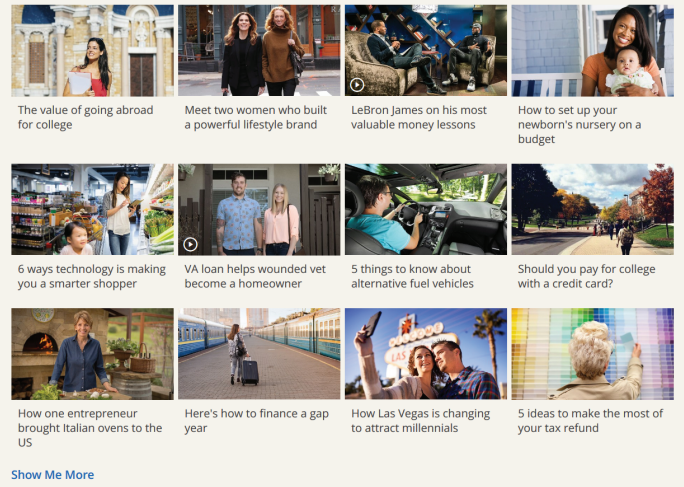 The value of going abroad
for college
Meet two women who built
a powerful lifestyle brand
LeBron James on his most
valuable money lessons
How to set up your
newborn's nursery on a
budget
6 ways technology is making
you a smarter shopper
VA loan helps wounded vet
become a homeowner
5 things to know about
alternative fuel vehicles
Should you pay for college
with a credit card?
How one entrepreneur
brought Italian ovens to the
US
Here's how to finance a gap
year
LAS
How Las Vegas is changing
to attract millennials
5 ideas to make the most of
your tax refund
Show Me More